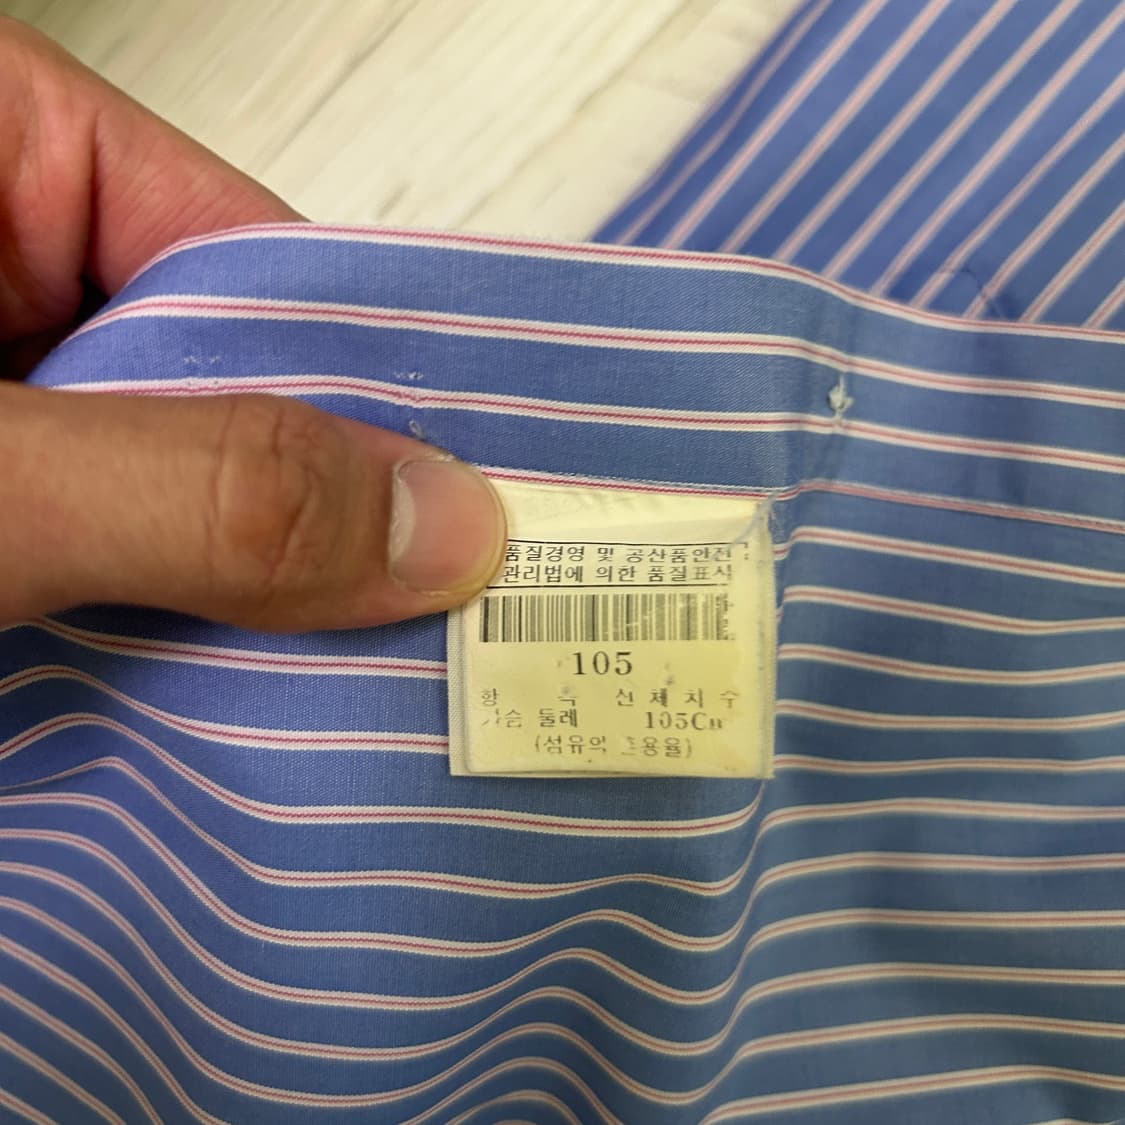 품질경영 및 공산품안전
관리법에 의한 품질표시
105
항 목 신 체 치 수
가슴 둘레 105Cm
(섬유의 혼용율)